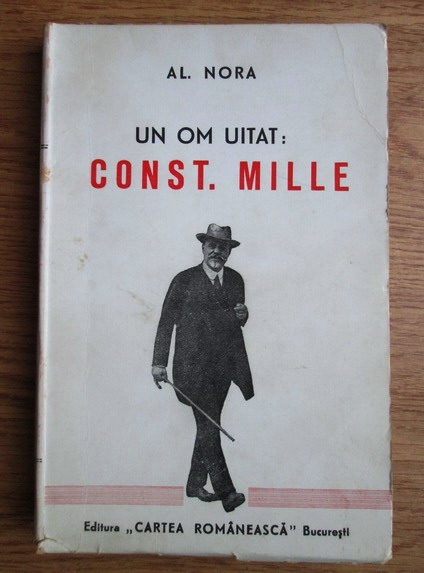 AL. NORA
UN OM UITAT:
CONST. MILLE
Editura „CARTEA ROMÂNEASCĂ" București